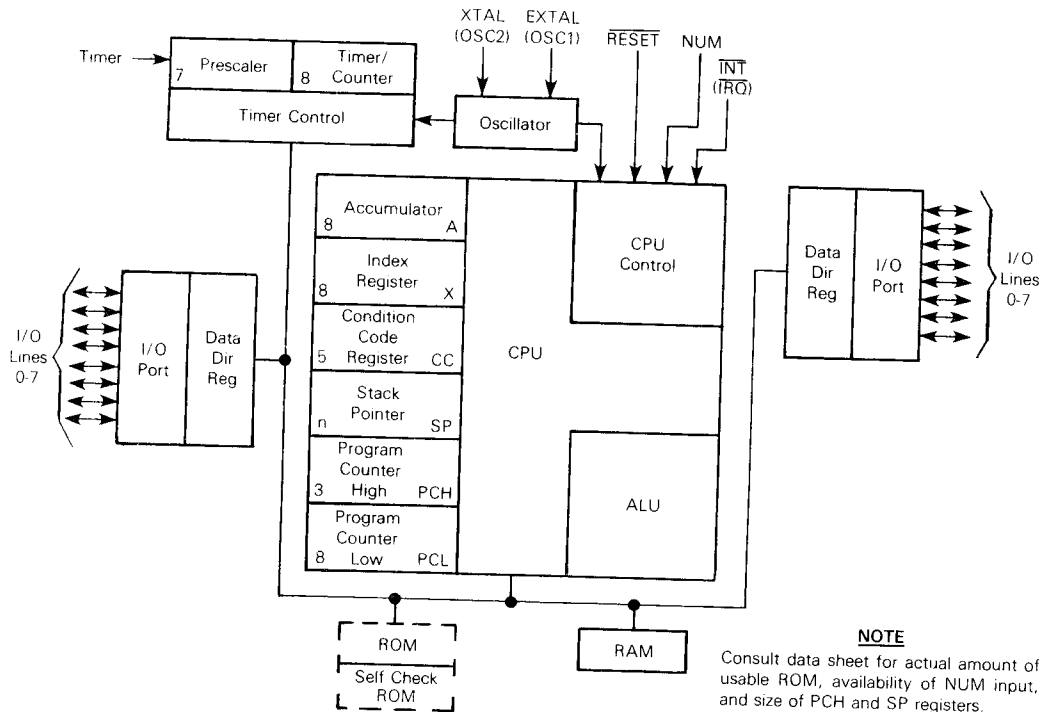 XTAL
(OSC2)
EXTAL
(OSC1)
RESET
NUM
INT
(IRQ)
Timer
7 Prescaler
8 Timer/
Counter
Timer Control
Oscillator
8 Accumulator A
Index
8 Register X
Condition
Code
5 Register CC
Stack
Pointer
n SP
Program
Counter
3 High PCH
Program
Counter
8 Low PCL
CPU
CPU
Control
ALU
I/O
Lines
0-7
I/O
Port
Data
Dir
Reg
Data
Dir
Reg
I/O
Port
I/O
Lines
0-7
ROM
Self Check
ROM
RAM
NOTE
Consult data sheet for actual amount of
usable ROM, availability of NUM input,
and size of PCH and SP registers.